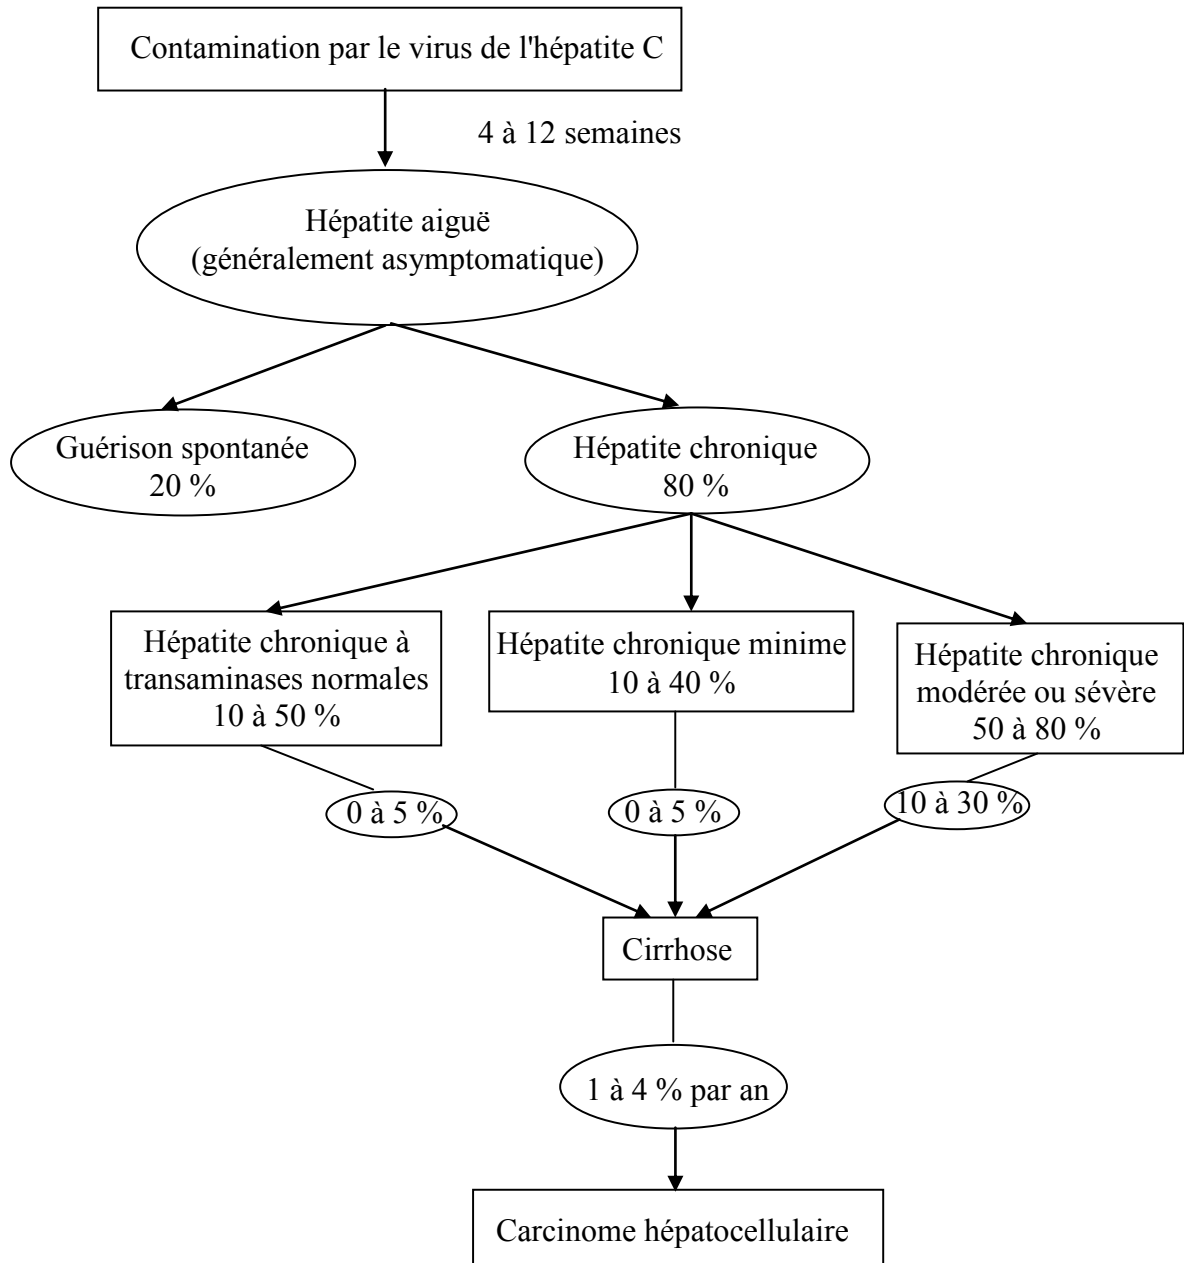 Contamination par le virus de l'hépatite C
4 à 12 semaines
Hépatite aiguë
(généralement asymptomatique)
Guérison spontanée
20 %
Hépatite chronique
80 %
Hépatite chronique à
transaminases normales
10 à 50 %
Hépatite chronique minime
10 à 40 %
Hépatite chronique
modérée ou sévère
50 à 80 %
0 à 5 %
0 à 5 %
10 à 30 %
Cirrhose
1 à 4 % par an
Carcinome hépatocellulaire